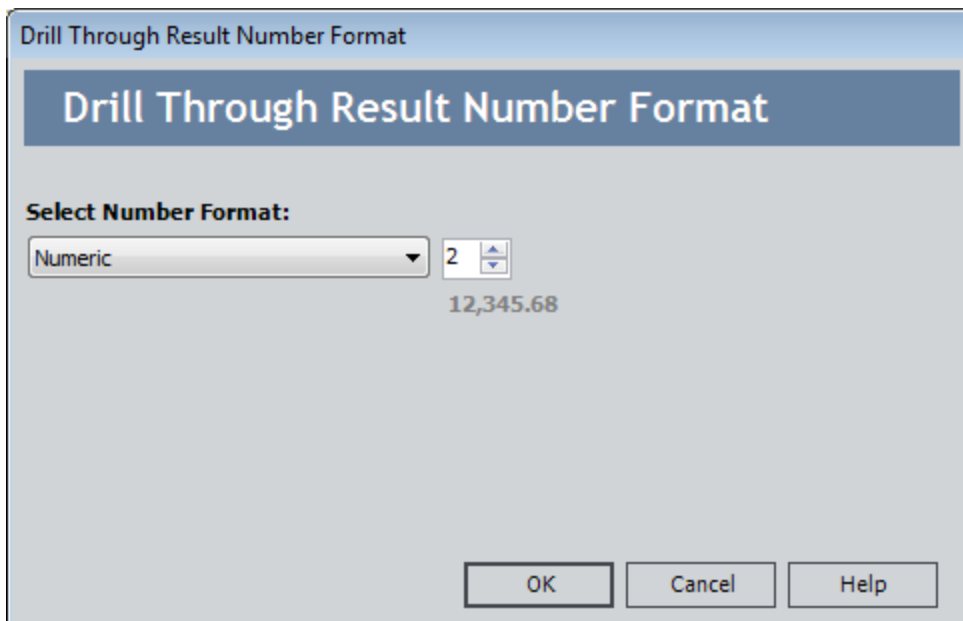 Drill Through Result Number Format
Drill Through Result Number Format
Select Number Format:
Numeric 2
12,345.68
OK Cancel Help